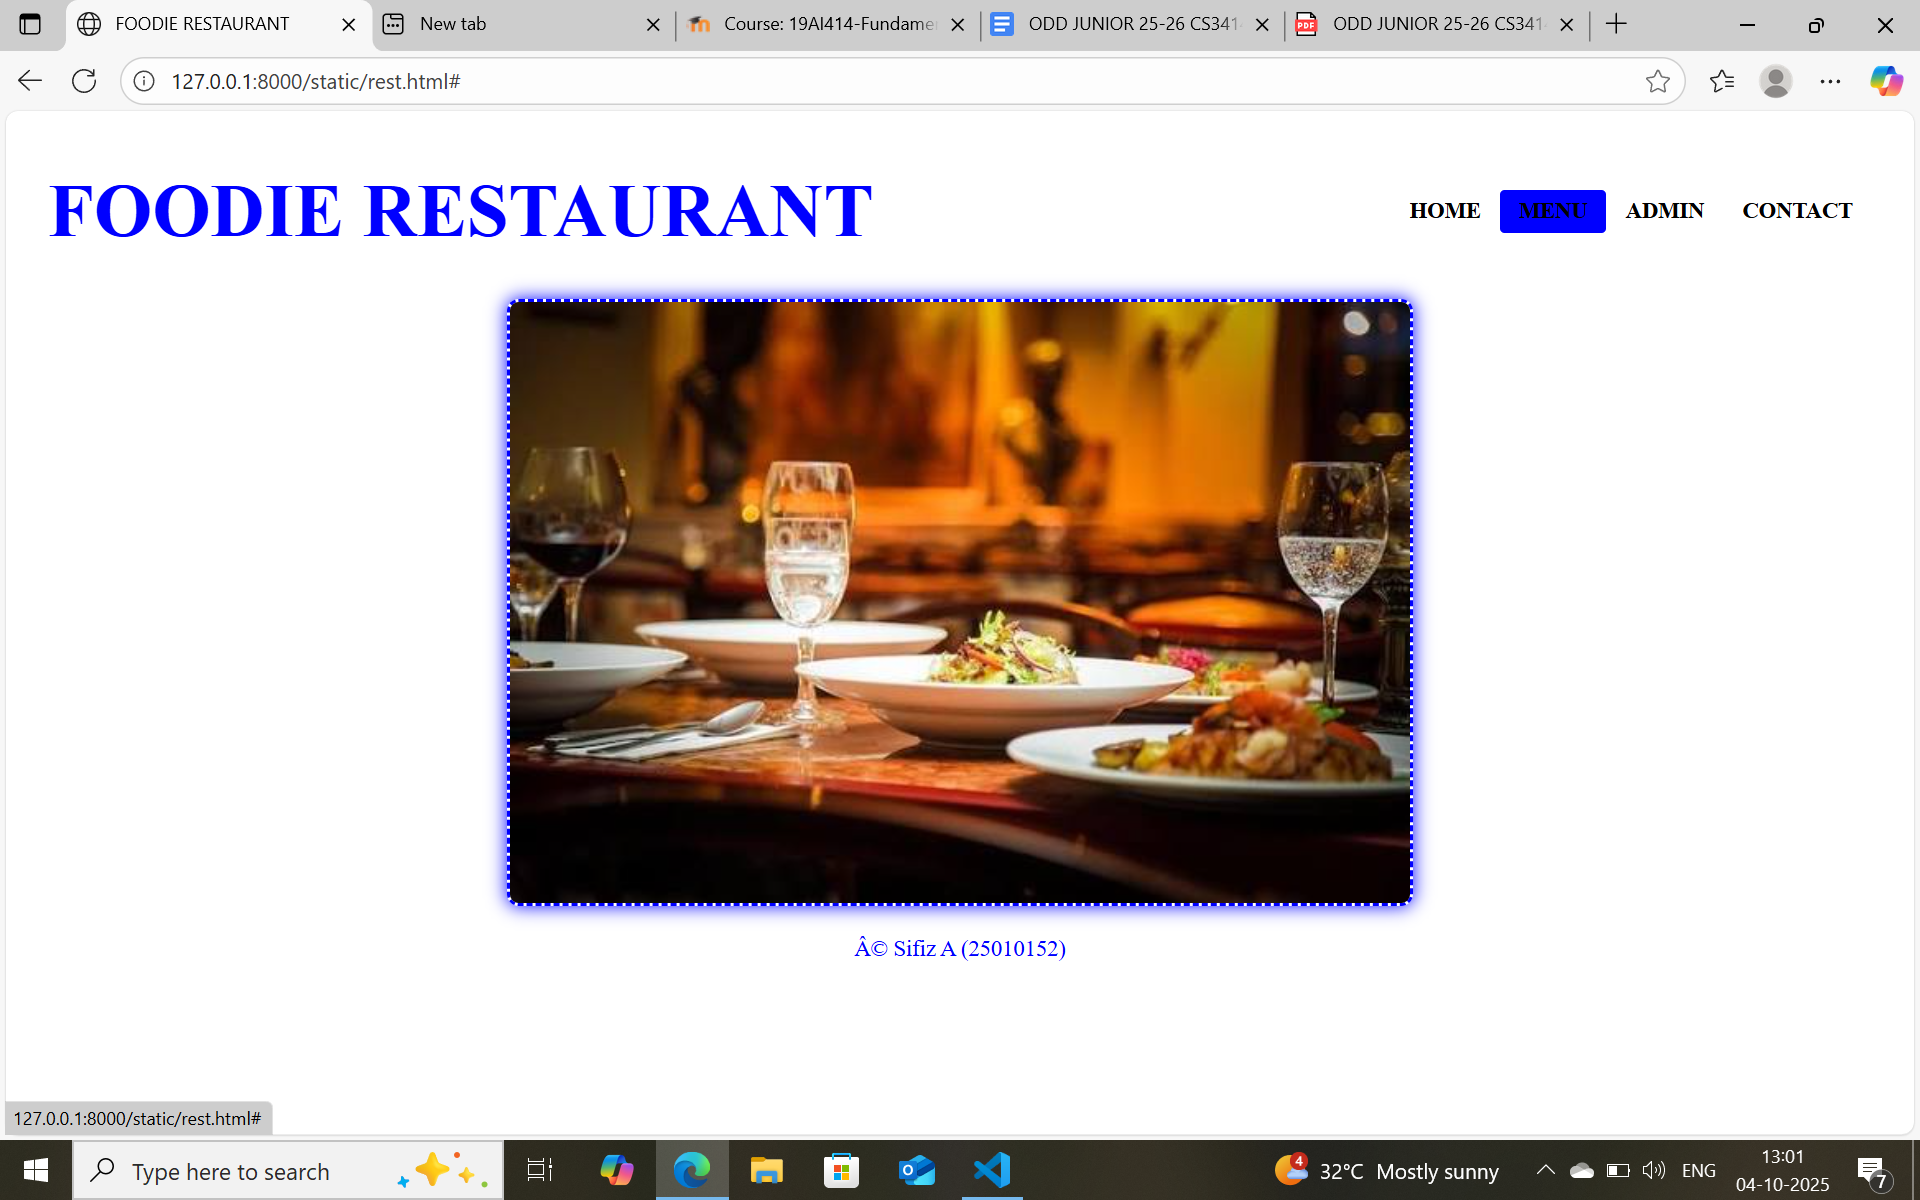 FOODIE RESTAURANT
New tab
Course: 19AI414-Fundame
ODD JUNIOR 25-26 CS341
ODD JUNIOR 25-26 CS341
127.0.0.1:8000/static/rest.html#
FOODIE RESTAURANT
HOME MENU ADMIN CONTACT
Â© Sifiz A (25010152)
127.0.0.1:8000/static/rest.html#
Type here to search
4
32°C Mostly sunny
ENG
13:01
04-10-2025
7